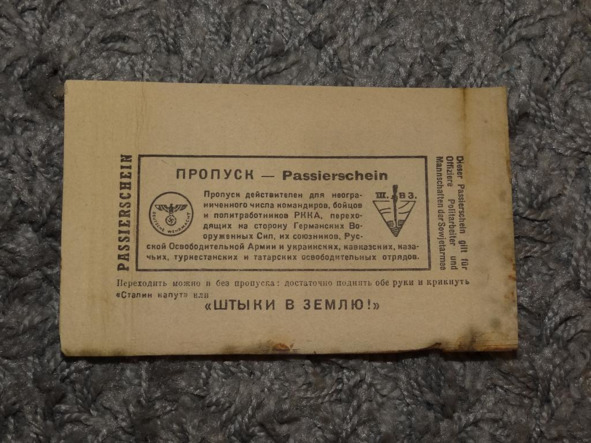 PASSIERSCHEIN
ПРОПУСК — Passierschein
Пропуск действителен для неогра-
ниченного числа командиров, бойцов
и политработников РККА, перехо-
дящих на сторону Германских Во-
оруженных Сил, их союзников, Рус-
ской Освободительной Армии и украинских, кавказских, каза-
чьих, туркестанских и татарских освободительных отрядов.
Ш. В З.
Dieser Passierschein gilt für
Offiziere Politarbeiter und
Mannschaften der Sowjetarmee
Переходить можно и без пропуска: достаточно поднять обе руки и крикнуть
«Сталин капут» или
«ШТЫКИ В ЗЕМЛЮ!»